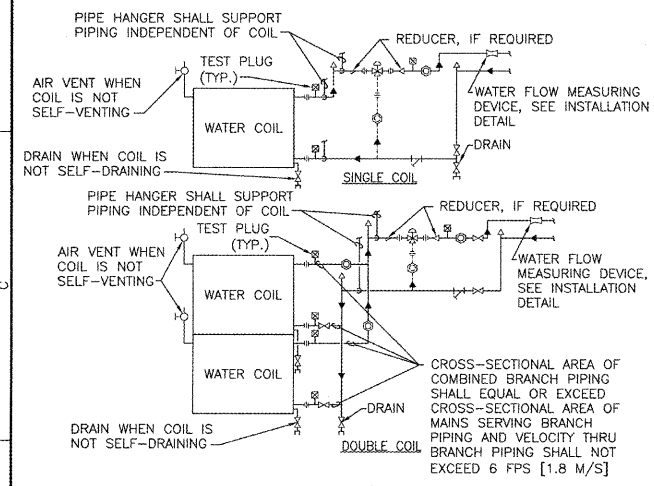 PIPE HANGER SHALL SUPPORT
PIPING INDEPENDENT OF COIL
REDUCER, IF REQUIRED
TEST PLUG
(TYP.)
AIR VENT WHEN
COIL IS NOT
SELF-VENTING
WATER FLOW MEASURING
DEVICE, SEE INSTALLATION
DETAIL
WATER COIL
DRAIN
DRAIN WHEN COIL IS
NOT SELF-DRAINING
SINGLE COIL
PIPE HANGER SHALL SUPPORT
PIPING INDEPENDENT OF COIL
REDUCER, IF REQUIRED
TEST PLUG
(TYP.)
AIR VENT WHEN
COIL IS NOT
SELF-VENTING
WATER FLOW
MEASURING DEVICE,
SEE INSTALLATION
DETAIL
WATER COIL
WATER COIL
CROSS-SECTIONAL AREA OF
COMBINED BRANCH PIPING
SHALL EQUAL OR EXCEED
CROSS-SECTIONAL AREA OF
MAINS SERVING BRANCH
PIPING AND VELOCITY THRU
BRANCH PIPING SHALL NOT
EXCEED 6 FPS [1.8 M/S]
DRAIN
DRAIN WHEN COIL IS
NOT SELF-DRAINING
DOUBLE COIL